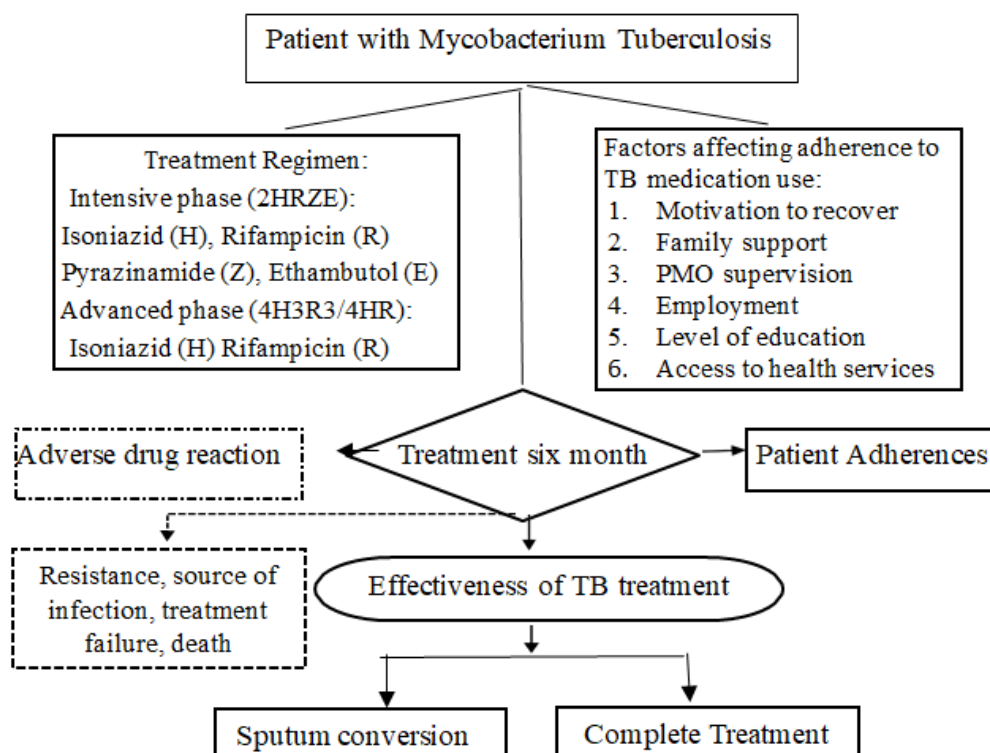 Patient with Mycobacterium Tuberculosis
Treatment Regimen:
Intensive phase (2HRZE):
Isoniazid (H), Rifampicin (R)
Pyrazinamide (Z), Ethambutol (E)
Advanced phase (4H3R3/4HR):
Isoniazid (H) Rifampicin (R)
Factors affecting adherence to
TB medication use:
1. Motivation to recover
2. Family support
3. PMO supervision
4. Employment
5. Level of education
6. Access to health services
Adverse drug reaction
Treatment six month
Patient Adherences
Resistance, source of
infection, treatment
failure, death
Effectiveness of TB treatment
Sputum conversion
Complete Treatment